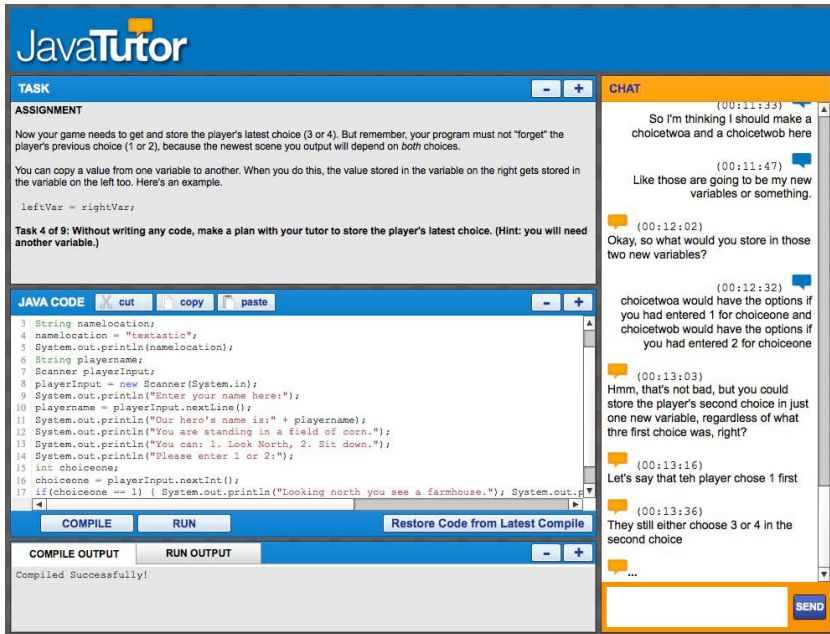 JavaTutor
TASK
- +
ASSIGNMENT
Now your game needs to get and store the player's latest choice (3 or 4). But remember, your program must not "forget" the
player's previous choice (1 or 2), because the newest scene you output will depend on both choices.
You can copy a value from one variable to another. When you do this, the value stored in the variable on the right gets stored in
the variable on the left too. Here's an example.
leftVar = rightVar;
Task 4 of 9: Without writing any code, make a plan with your tutor to store the player's latest choice. (Hint: you will need
another variable.)
JAVA CODE
cut
copy
paste
- +
3 String namelocation;
4 namelocation = "textastic";
5 System.out.println(namelocation);
6 String playername;
7 Scanner playerInput;
8 playerInput = new Scanner(System.in);
9 System.out.println("Enter your name here:");
10 playername = playerInput.nextLine();
11 System.out.println("Our hero's name is:" + playername);
12 System.out.println("You are standing in a field of corn.");
13 System.out.println("You can: 1. Look North, 2. Sit down.");
14 System.out.println("Please enter 1 or 2:");
15 int choiceone;
16 choiceone = playerInput.nextInt();
17 if(choiceone == 1) { System.out.println("Looking north you see a farmhouse."); System.out.p
COMPILE
RUN
Restore Code from Latest Compile
COMPILE OUTPUT
RUN OUTPUT
- +
Compiled Successfully!
CHAT
(00:11:33)
So I'm thinking I should make a
choicetwoa and a choicetwob here
(00:11:47)
Like those are going to be my new
variables or something.
(00:12:02)
Okay, so what would you store in those
two new variables?
(00:12:32)
choicetwoa would have the options if
you had entered 1 for choiceone and
choicetwob would have the options if
you had entered 2 for choiceone
(00:13:03)
Hmm, that's not bad, but you could
store the player's second choice in just
one new variable, regardless of what
thre first choice was, right?
(00:13:16)
Let's say that teh player chose 1 first
(00:13:36)
They still either choose 3 or 4 in the
second choice
...
SEND